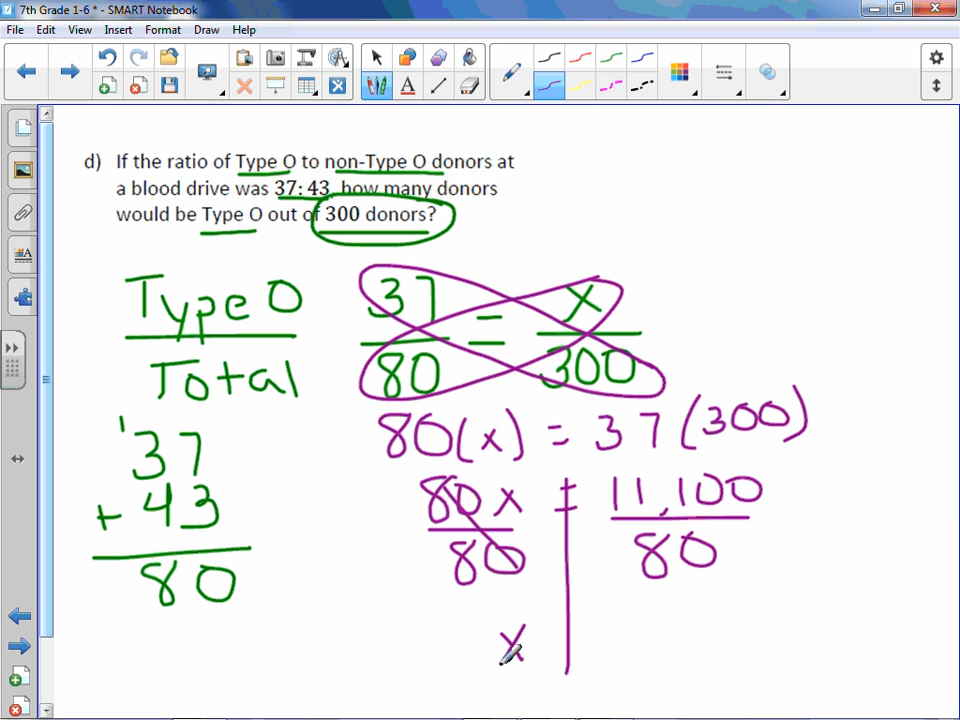 7th Grade 1-6 * - SMART Notebook
File Edit View Insert Format Draw Help
d) If the ratio of Type O to non-Type O donors at
a blood drive was 37:43, how many donors
would be Type O out of 300 donors?
Type O 37 = x
Total 80 300
1
37
+ 43
80
80(x) = 37(300)
80x = 11,100
80 80
x